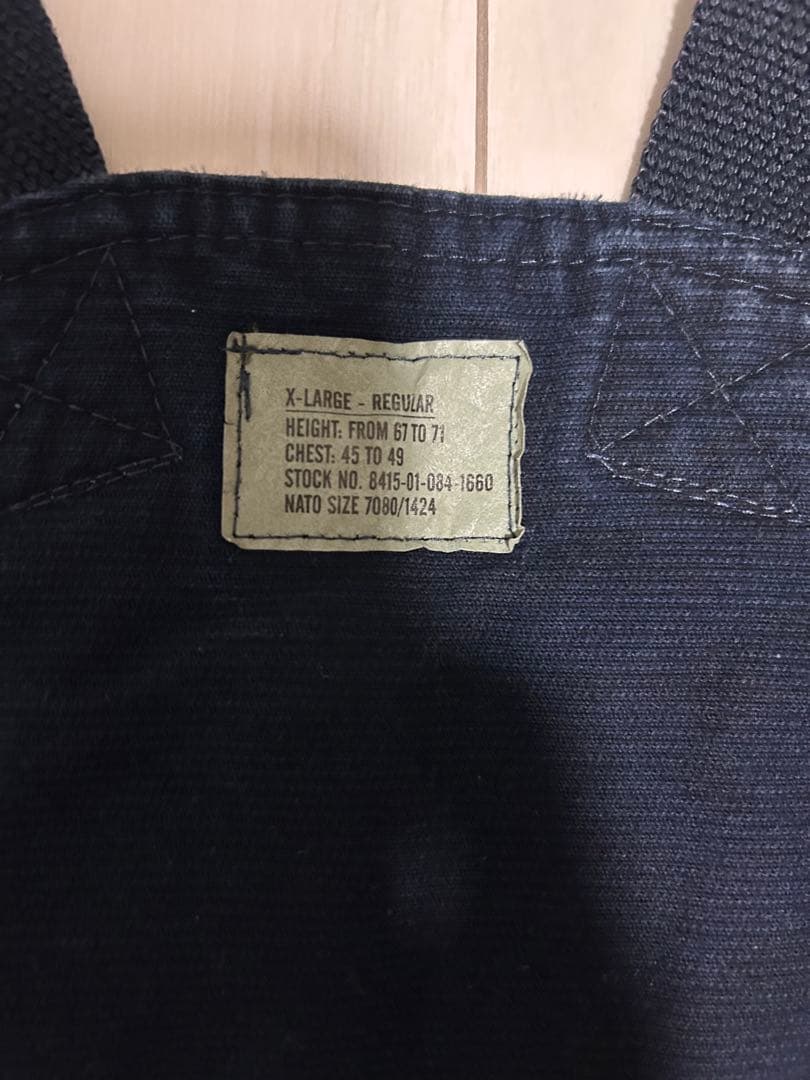 X-LARGE - REGULAR
HEIGHT: FROM 67 TO 71
CHEST: 45 TO 49
STOCK NO. 8415-01-084-1660
NATO SIZE 7080/1424